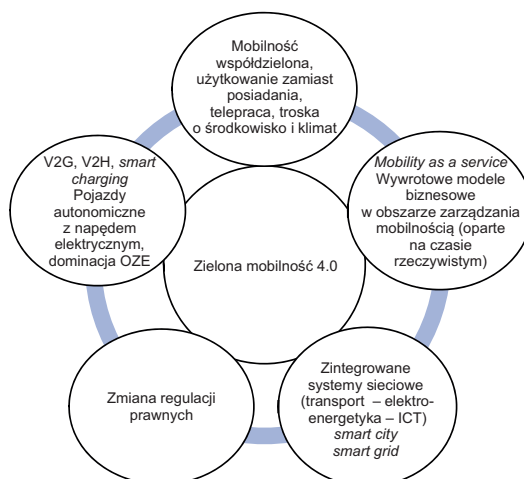 Mobilność
współdzielona,
użytkowanie zamiast
posiadania,
telepraca, troska
o środkowisko i klimat
V2G, V2H, smart
charging
Pojazdy
autonomiczne
z napędem
elektrycznym,
dominacja OZE
Mobility as a service
Wywrotowe modele
biznesowe
w obszarze zarządzania
mobilnością (oparte
na czasie
rzeczywistym)
Zielona mobilność 4.0
Zmiana regulacji
prawnych
Zintegrowane
systemy sieciowe
(transport – elektro-
energetyka – ICT)
smart city
smart grid